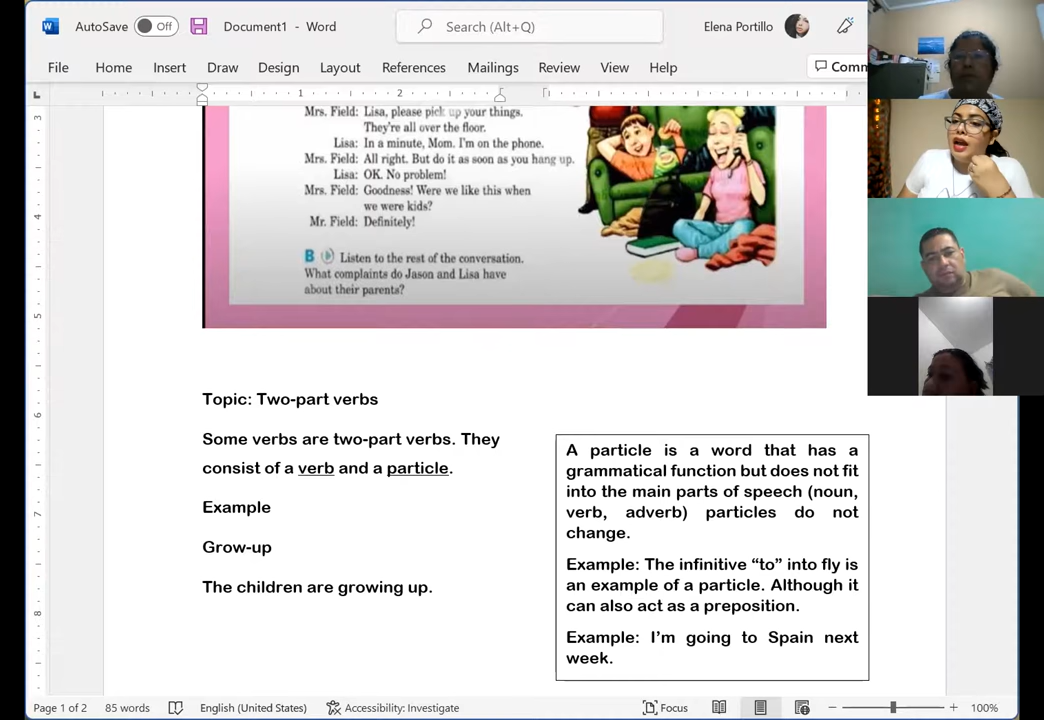 AutoSave Off Document1 - Word Search (Alt+Q) Elena Portillo
File Home Insert Draw Design Layout References Mailings Review View Help Comm
1 2
3
4
5
6
7
8
Mrs. Field: Lisa, please pick up your things.
They're all over the floor.
Lisa: In a minute, Mom. I'm on the phone.
Mrs. Field: All right. But do it as soon as you hang up.
Lisa: OK. No problem!
Mrs. Field: Goodness! Were we like this when
we were kids?
Mr. Field: Definitely!
B Listen to the rest of the conversation.
What complaints do Jason and Lisa have
about their parents?
Topic: Two-part verbs
Some verbs are two-part verbs. They
consist of a verb and a particle.
Example
Grow-up
The children are growing up.
A particle is a word that has a
grammatical function but does not fit
into the main parts of speech (noun,
verb, adverb) particles do not
change.
Example: The infinitive “to” into fly is
an example of a particle. Although it
can also act as a preposition.
Example: I’m going to Spain next
week.
Page 1 of 2 85 words English (United States) Accessibility: Investigate Focus 100%